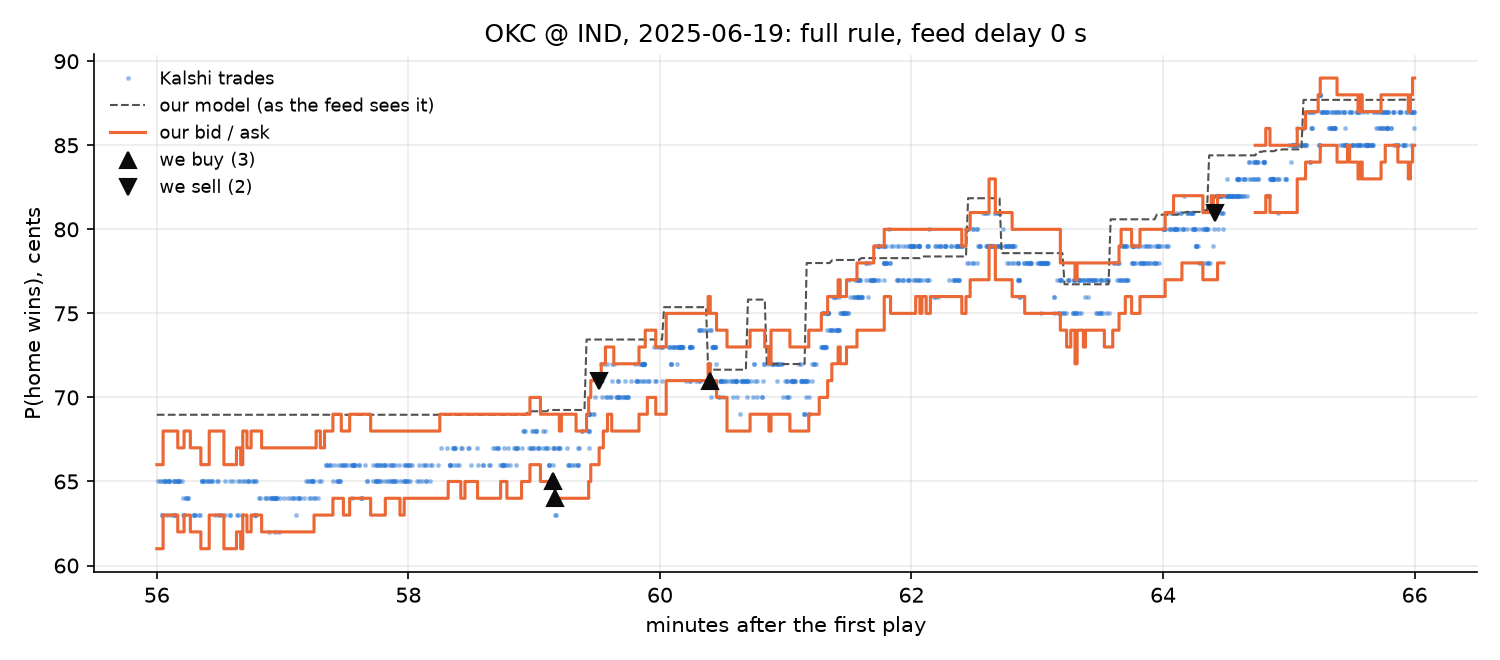 OKC @ IND, 2025-06-19: full rule, feed delay 0 s
90
85
80
75
70
65
60
P(home wins), cents
Kalshi trades
our model (as the feed sees it)
our bid / ask
we buy (3)
we sell (2)
56
58
60
62
64
66
minutes after the first play